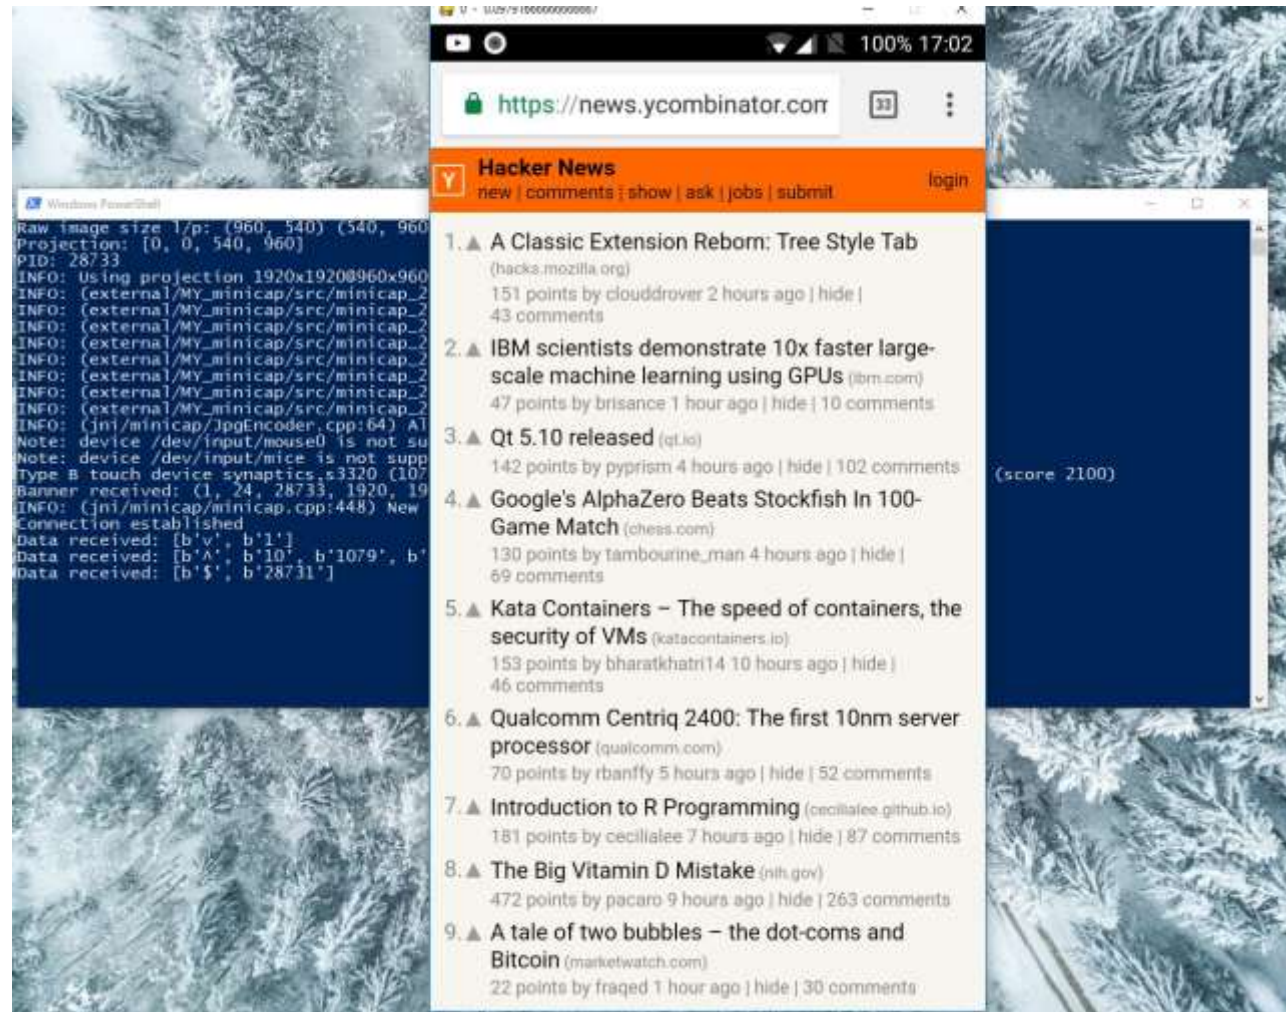 0 - 0.0979166666666667
100% 17:02
https://news.ycombinator.com
33
Y
Hacker News
new | comments | show | ask | jobs | submit
login
1. A Classic Extension Reborn: Tree Style Tab
(hacks.mozilla.org)
151 points by clouddrover 2 hours ago | hide |
43 comments
2. IBM scientists demonstrate 10x faster large-
scale machine learning using GPUs (ibm.com)
47 points by brisance 1 hour ago | hide | 10 comments
3. Qt 5.10 released (qt.io)
142 points by pyprism 4 hours ago | hide | 102 comments
4. Google's AlphaZero Beats Stockfish In 100-
Game Match (chess.com)
130 points by tambourine_man 4 hours ago | hide |
69 comments
5. Kata Containers – The speed of containers, the
security of VMs (katacontainers.io)
153 points by bharatkhatri14 10 hours ago | hide |
46 comments
6. Qualcomm Centriq 2400: The first 10nm server
processor (qualcomm.com)
70 points by rbanffy 5 hours ago | hide | 52 comments
7. Introduction to R Programming (cecilialee.github.io)
181 points by cecilialee 7 hours ago | hide | 87 comments
8. The Big Vitamin D Mistake (nih.gov)
472 points by pacaro 9 hours ago | hide | 263 comments
9. A tale of two bubbles – the dot-coms and
Bitcoin (marketwatch.com)
22 points by fraqed 1 hour ago | hide | 30 comments
Windows PowerShell
Raw image size l/p: (960, 540) (540, 960
Projection: [0, 0, 540, 960]
PID: 28733
INFO: Using projection 1920x1920@960x960
INFO: (external/MY_minicap/src/minicap_2
INFO: (external/MY_minicap/src/minicap_2
INFO: (external/MY_minicap/src/minicap_2
INFO: (external/MY_minicap/src/minicap_2
INFO: (external/MY_minicap/src/minicap_2
INFO: (external/MY_minicap/src/minicap_2
INFO: (external/MY_minicap/src/minicap_2
INFO: (external/MY_minicap/src/minicap_2
INFO: (jni/minicap/JpgEncoder.cpp:64) Al
Note: device /dev/input/mouse0 is not su
Note: device /dev/input/mice is not supp
Type B touch device synaptics,s3320 (107 (score 2100)
Banner received: (1, 24, 28733, 1920, 19
INFO: (jni/minicap/minicap.cpp:448) New
Connection established
Data received: [b'v', b'1']
Data received: [b'^', b'10', b'1079', b'
Data received: [b'$', b'28731']